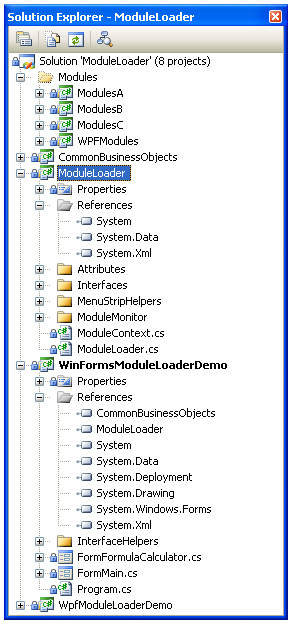 Solution Explorer - ModuleLoader
Solution 'ModuleLoader' (8 projects)
Modules
ModulesA
ModulesB
ModulesC
WPFModules
CommonBusinessObjects
ModuleLoader
Properties
References
System
System.Data
System.Xml
Attributes
Interfaces
MenuStripHelpers
ModuleMonitor
ModuleContext.cs
ModuleLoader.cs
WinFormsModuleLoaderDemo
Properties
References
CommonBusinessObjects
ModuleLoader
System
System.Data
System.Deployment
System.Drawing
System.Windows.Forms
System.Xml
InterfaceHelpers
FormFormulaCalculator.cs
FormMain.cs
Program.cs
WpfModuleLoaderDemo